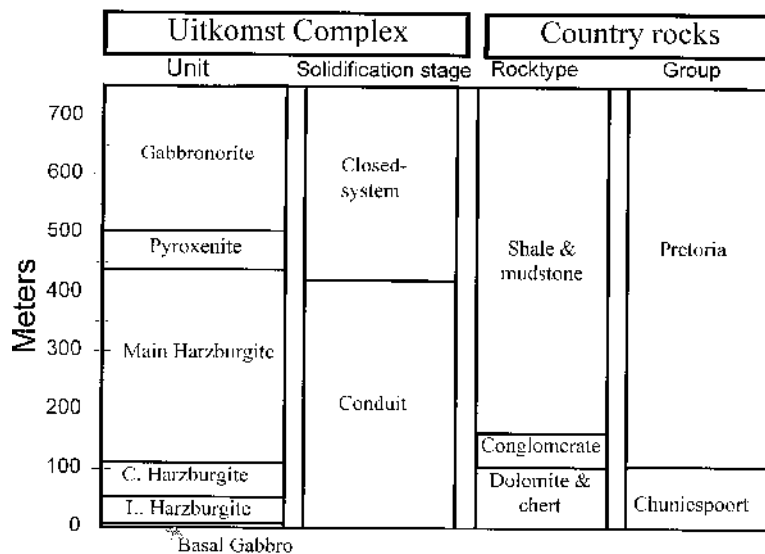 Uitkomst Complex
Country rocks
Unit
Solidification stage
Rocktype
Group
Meters
700
600
500
400
300
200
100
0
Gabbronorite
Pyroxenite
Main Harzburgite
C. Harzburgite
L. Harzburgite
Basal Gabbro
Closed-
system
Conduit
Shale &
mudstone
Conglomerate
Dolomite &
chert
Pretoria
Chuniespoort